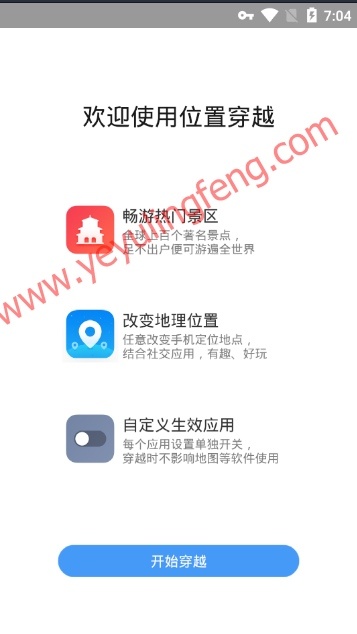 7:04
欢迎使用位置穿越
畅游热门景区
全球上百个著名景点，
足不出户便可游遍全世界
改变地理位置
任意改变手机定位地点，
结合社交应用，有趣、好玩
自定义生效应用
每个应用设置单独开关，
穿越时不影响地图等软件使用
开始穿越
www.yeyulingfeng.com